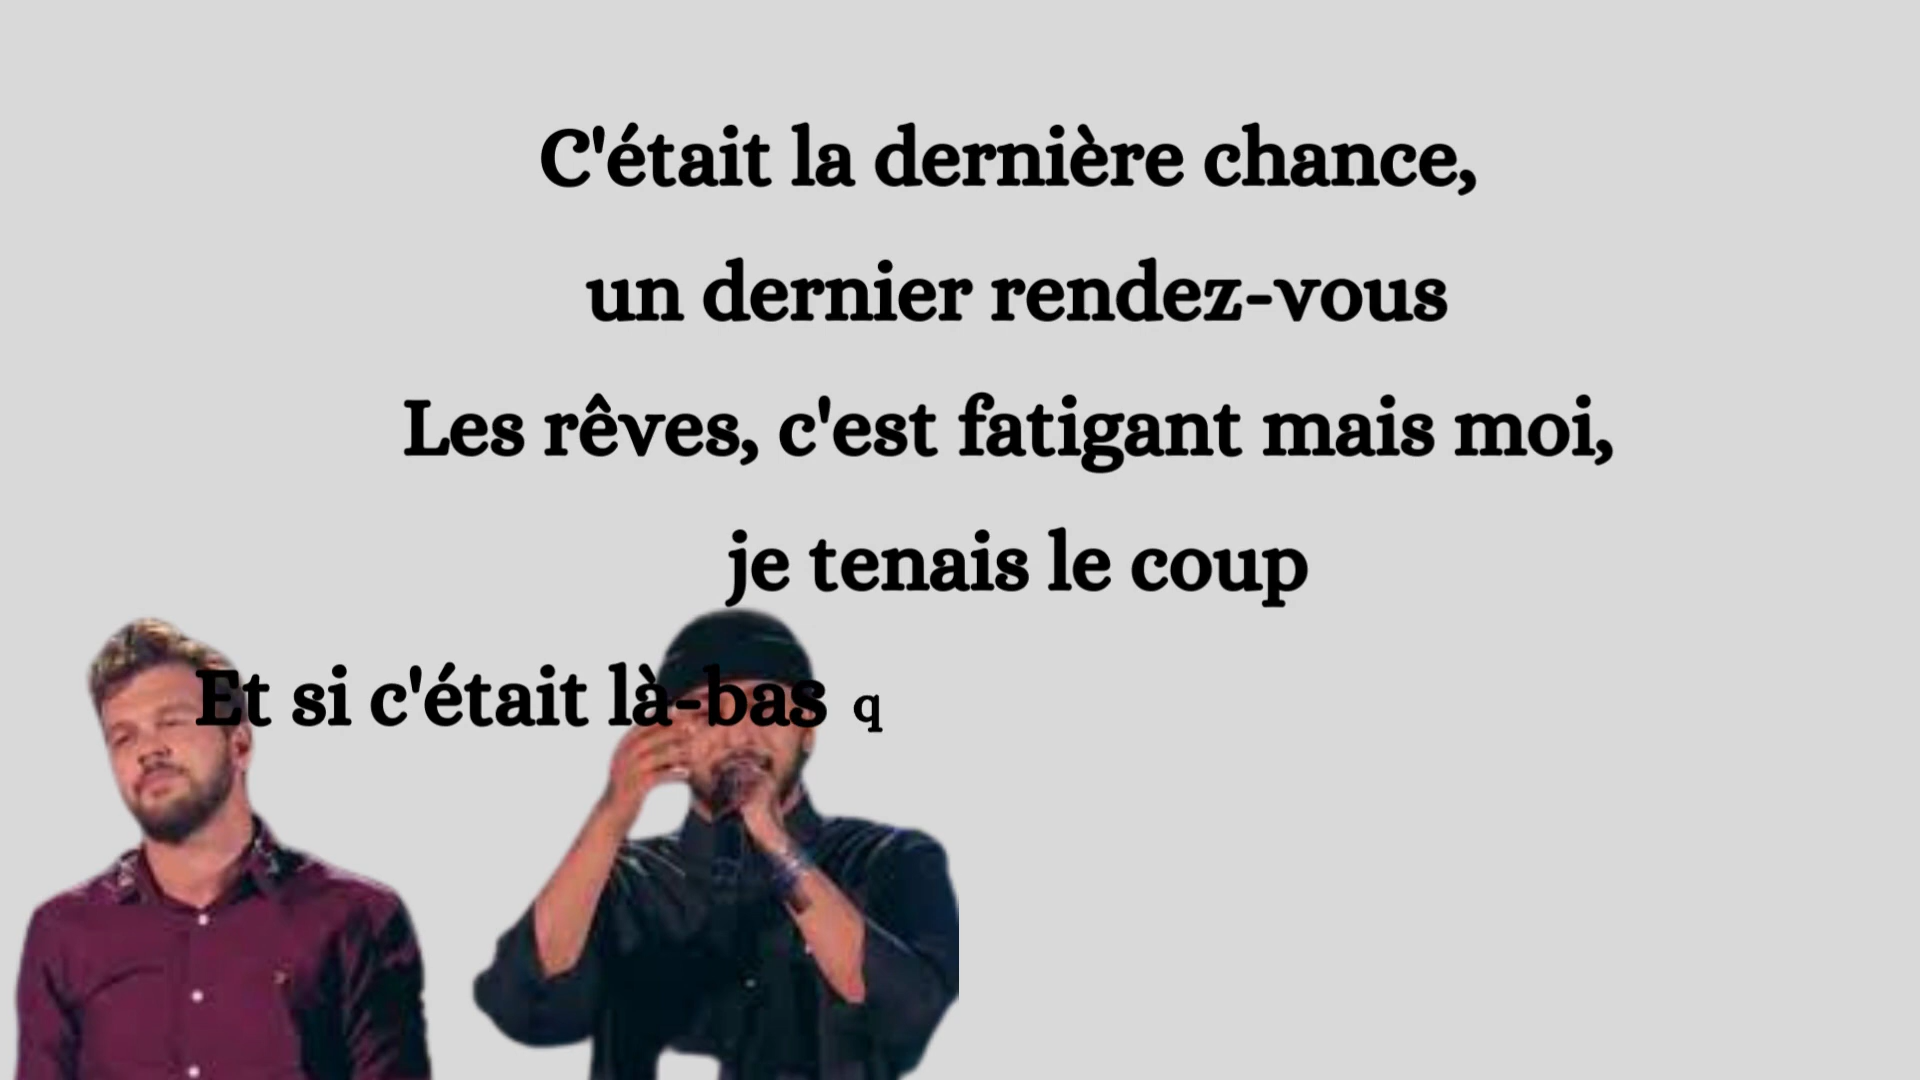 C'était la dernière chance,
un dernier rendez-vous
Les rêves, c'est fatigant mais moi,
je tenais le coup
Et si c'était là-bas q